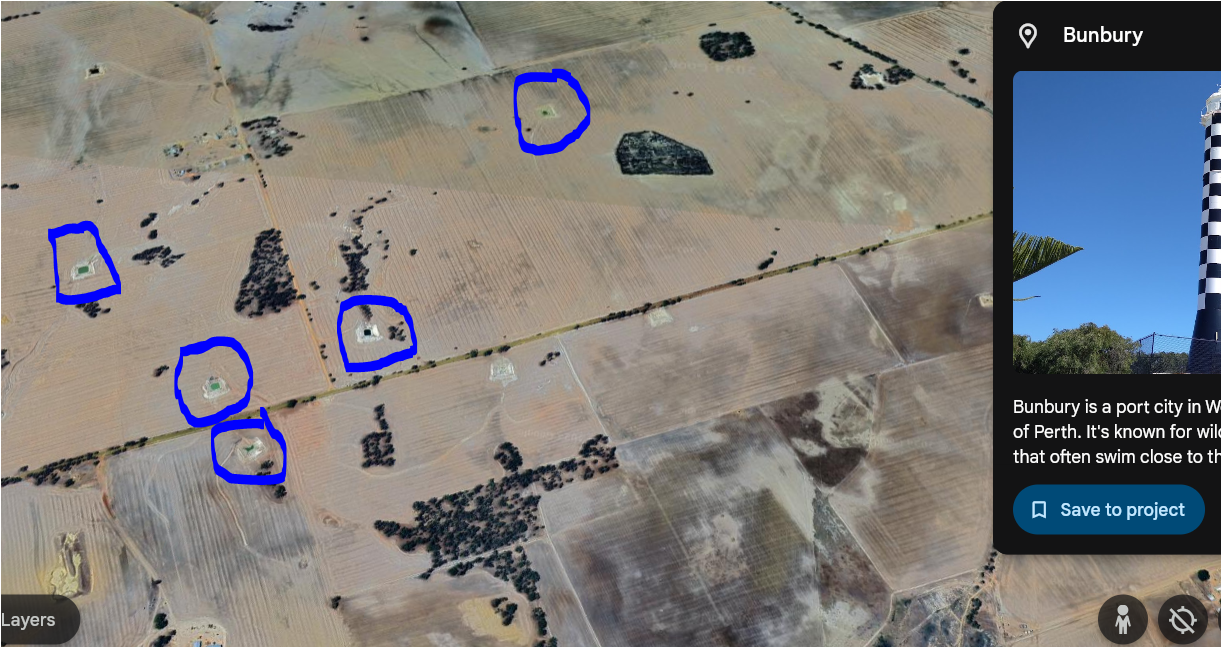 Bunbury
Bunbury is a port city in W
of Perth. It's known for wil
that often swim close to th
Save to project
Layers